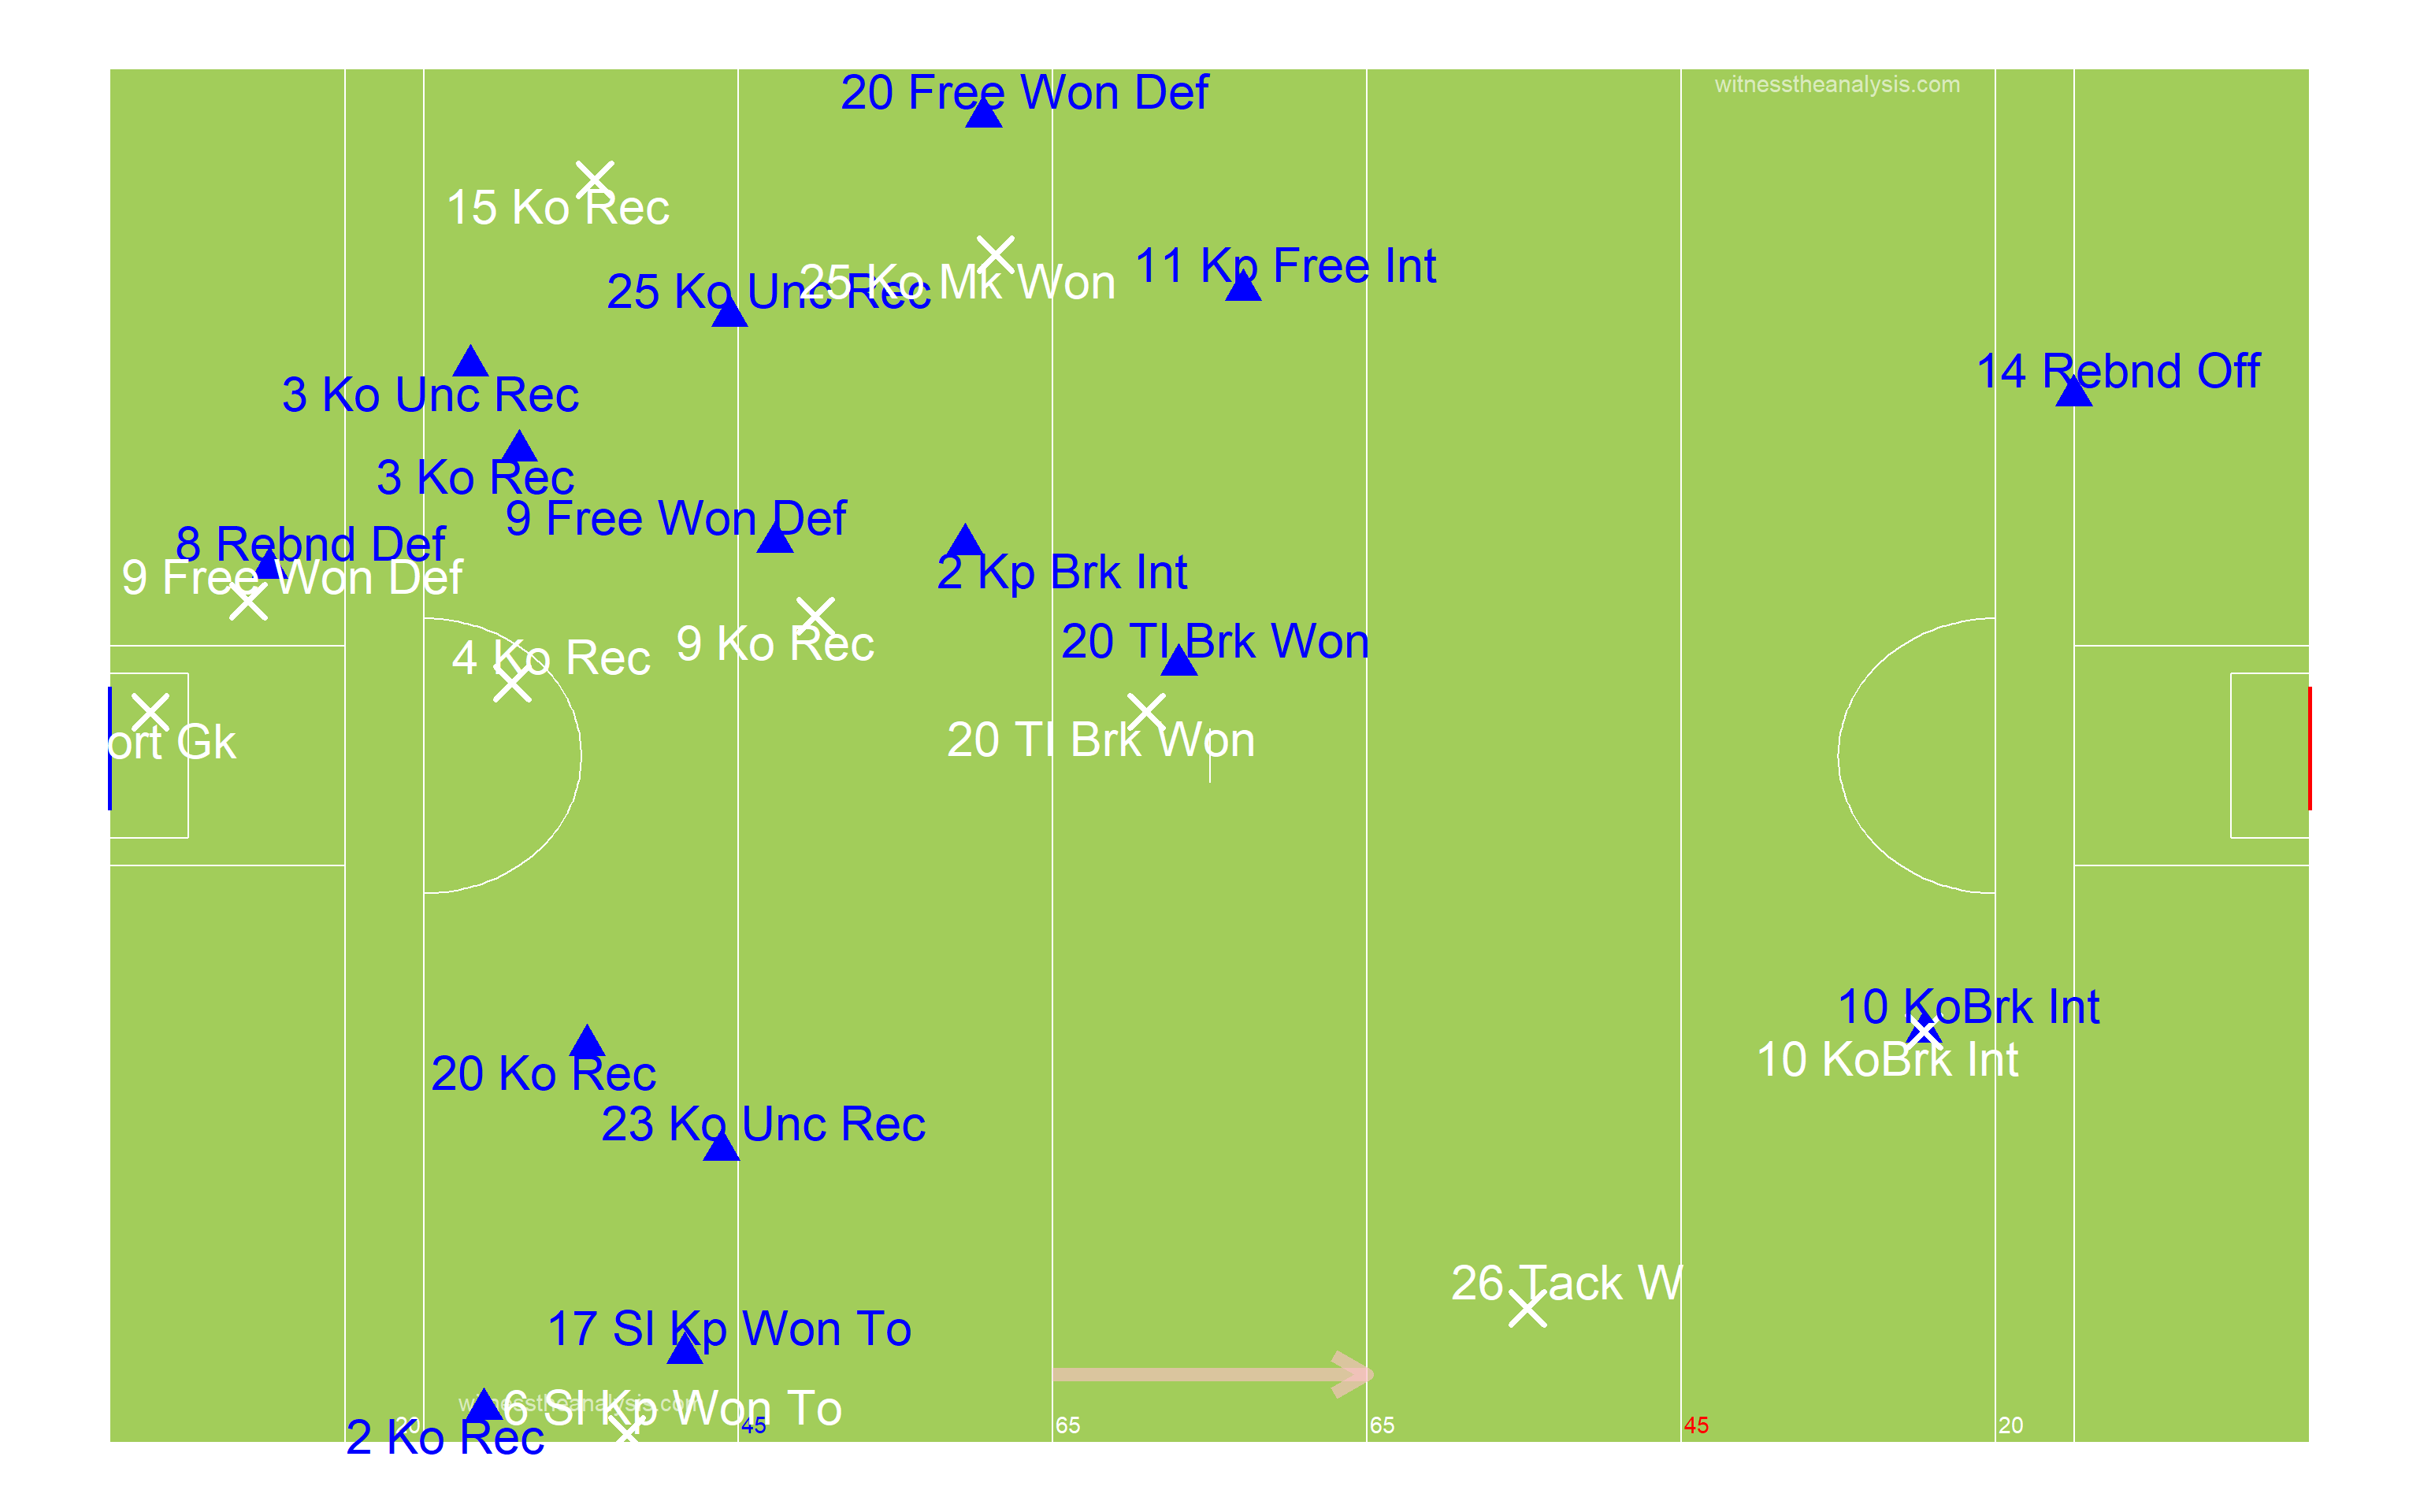 witnesstheanalysis.com
20 Free Won Def
15 Ko Rec
11 Kp Free Int
25 Ko Unc Rec
25 Ko Mk Won
14 Rebnd Off
3 Ko Unc Rec
3 Ko Rec
9 Free Won Def
8 Rebnd Def
9 Free Won Def
2 Kp Brk Int
4 Ko Rec
9 Ko Rec
20 TI Brk Won
ort Gk
20 TI Brk Won
10 KoBrk Int
10 KoBrk Int
20 Ko Rec
23 Ko Unc Rec
26 Tack W
17 Sl Kp Won To
witnesstheanalysis.com
6 Sl Kp Won To
2 Ko Rec
20
45
65
65
45
20